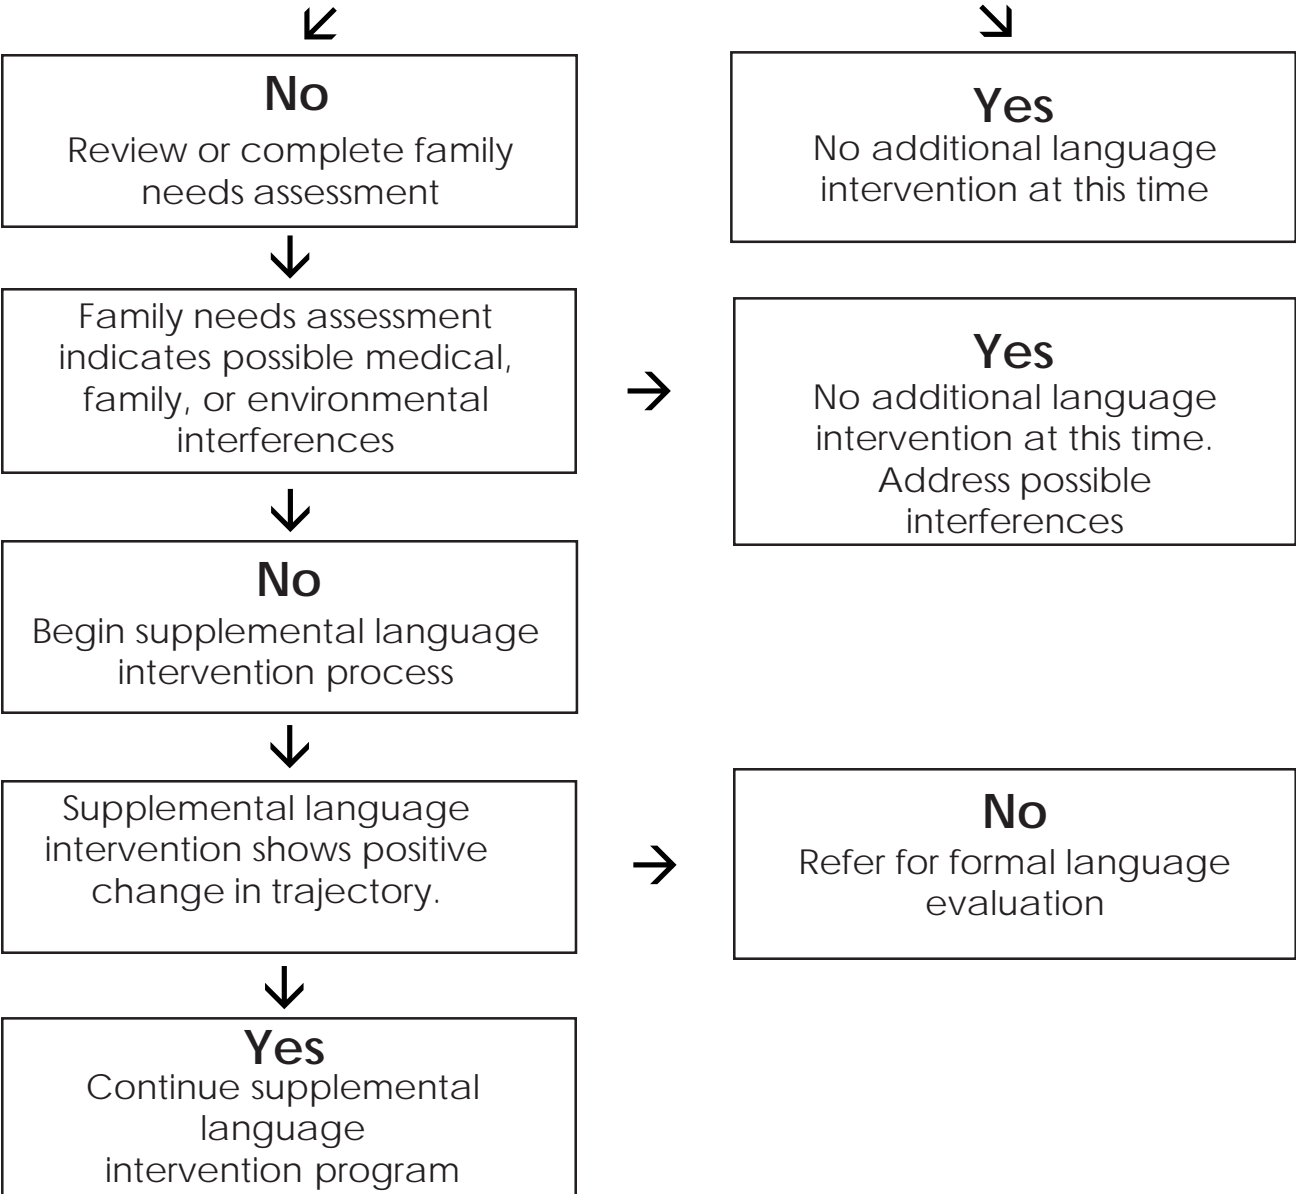 No
Review or complete family
needs assessment
Yes
No additional language
intervention at this time
Family needs assessment
indicates possible medical,
family, or environmental
interferences
Yes
No additional language
intervention at this time.
Address possible
interferences
No
Begin supplemental language
intervention process
Supplemental language
intervention shows positive
change in trajectory.
No
Refer for formal language
evaluation
Yes
Continue supplemental
language
intervention program